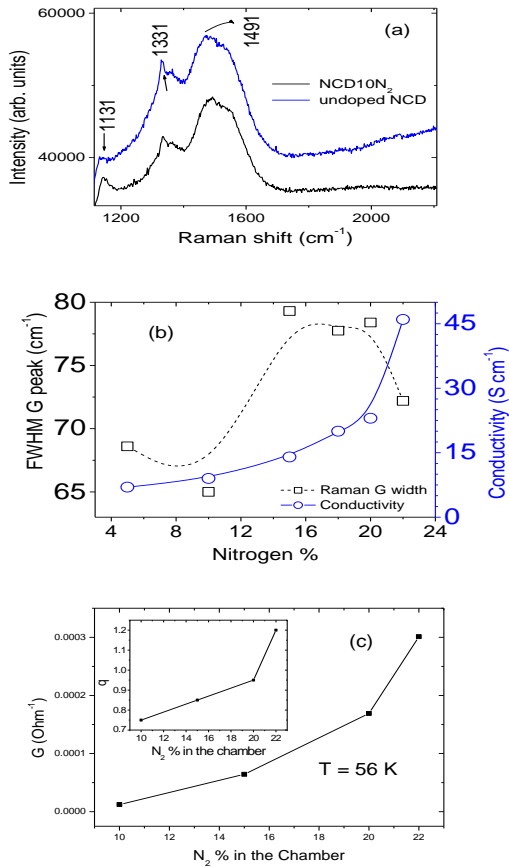 60000
(a)
1331
1491
1131
NCD10N₂
undoped NCD
40000
Intensity (arb. units)
1200 1600 2000
Raman shift (cm⁻¹)
80
(b)
45
75
30
70
15
65
0
FWHM G peak (cm⁻¹)
Conductivity (S cm⁻¹)
Raman G width
Conductivity
4 8 12 16 20 24
Nitrogen %
0.0003
(c)
0.0002
0.0001
0.0000
G (Ohm⁻¹)
1.2
1.1
1.0
0.9
0.8
0.7
q
10 12 14 16 18 20 22
N₂ % in the chamber
T = 56 K
10 12 14 16 18 20 22
N₂ % in the Chamber